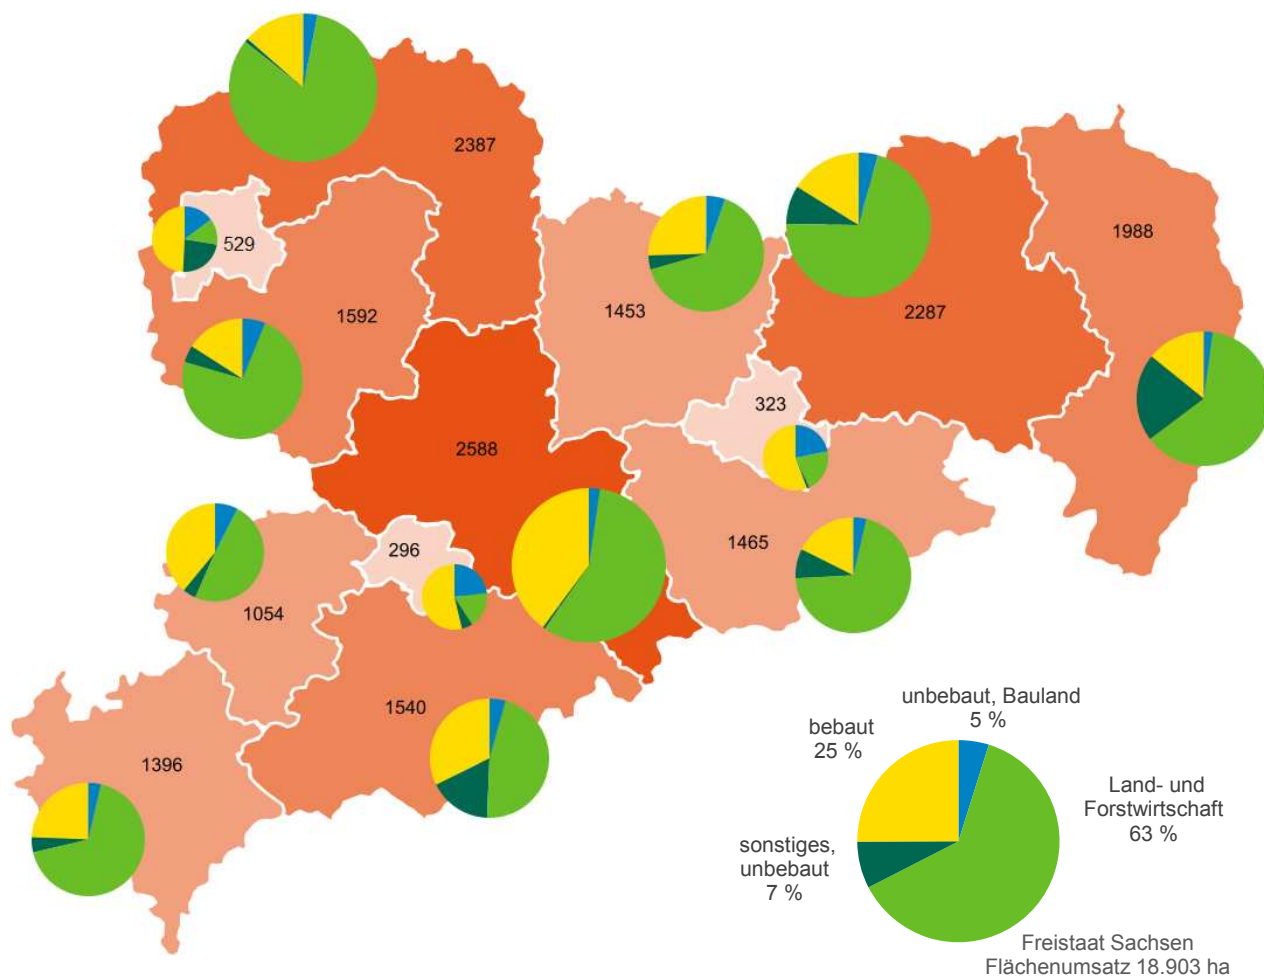 2387
1988
529
1592
1453
2287
323
2588
296
1465
1054
1540
1396
unbebaut, Bauland
5 %
bebaut
25 %
Land- und
Forstwirtschaft
63 %
sonstiges,
unbebaut
7 %
Freistaat Sachsen
Flächenumsatz 18.903 ha